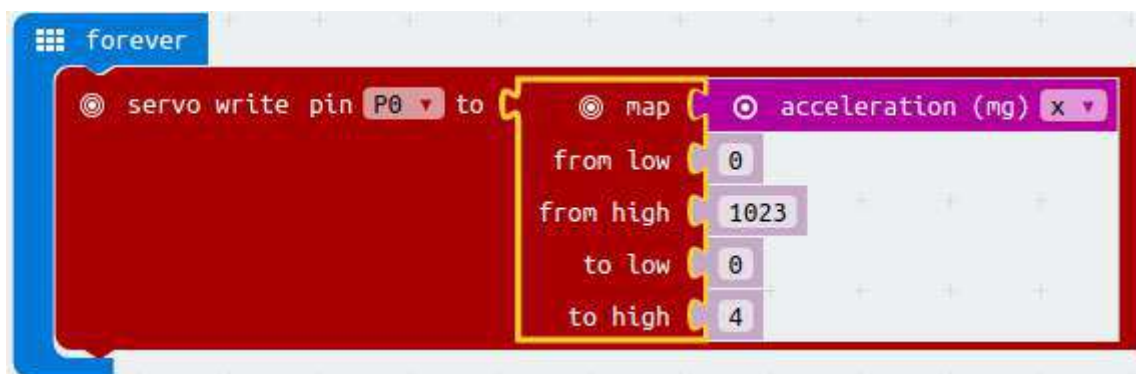 forever
servo write pin P0 to map acceleration (mg) x
from low 0
from high 1023
to low 0
to high 4